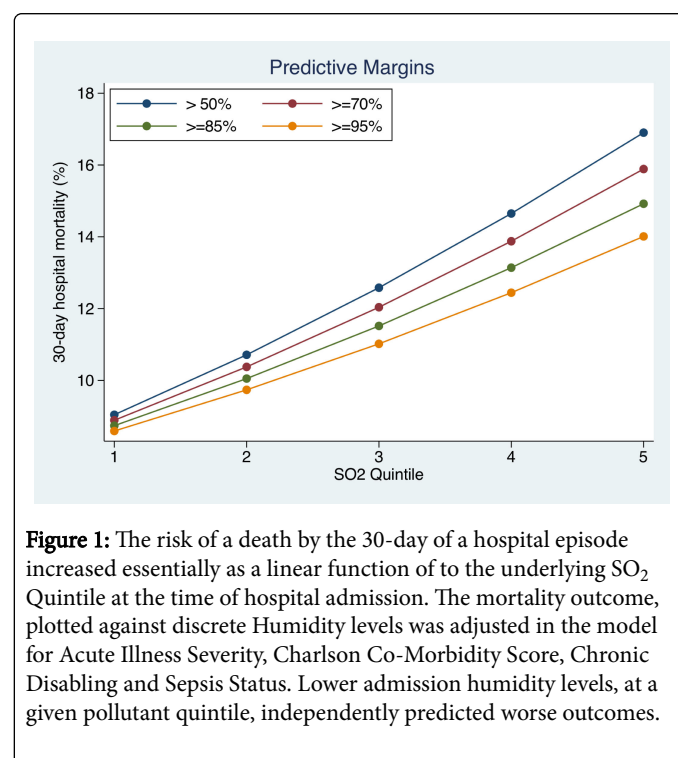 Predictive Margins
> 50% >=70%
>=85% >=95%
30-day hospital mortality (%)
18
16
14
12
10
1 2 3 4 5
SO2 Quintile
Figure 1: The risk of a death by the 30-day of a hospital episode
increased essentially as a linear function of to the underlying SO₂
Quintile at the time of hospital admission. The mortality outcome,
plotted against discrete Humidity levels was adjusted in the model
for Acute Illness Severity, Charlson Co-Morbidity Score, Chronic
Disabling and Sepsis Status. Lower admission humidity levels, at a
given pollutant quintile, independently predicted worse outcomes.